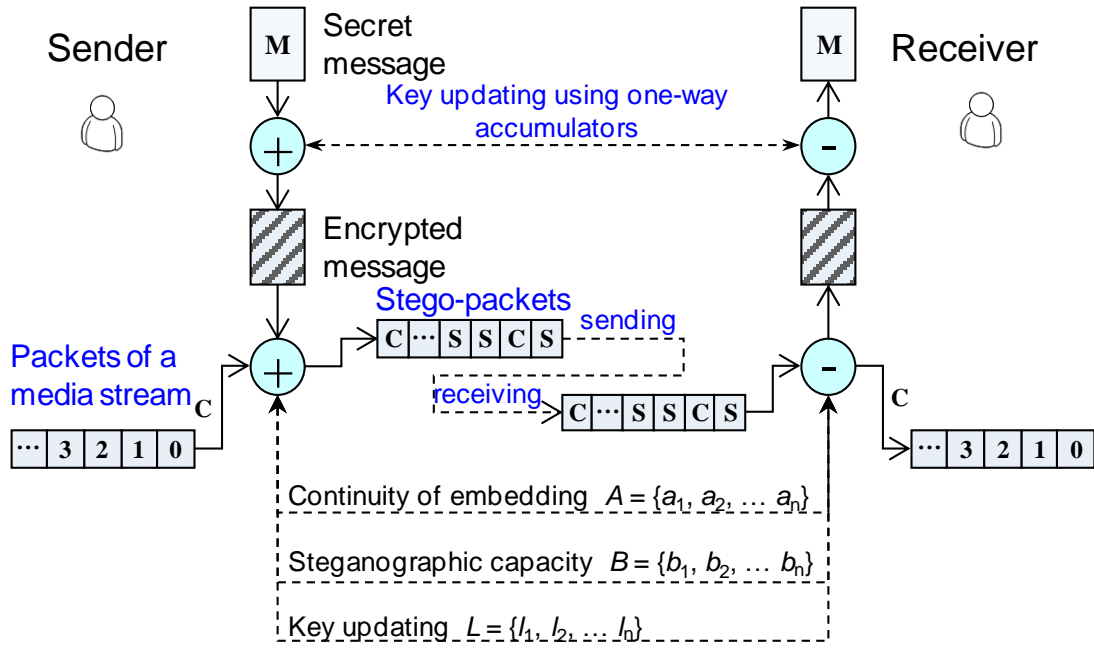 Sender
M
Secret
message
M
Receiver
Key updating using one-way
accumulators
+
-
Encrypted
message
Stego-packets
C ... S S C S
sending
Packets of a
media stream
C
+
-
C
receiving
C ... S S C S
... 3 2 1 0
... 3 2 1 0
Continuity of embedding A = {a1, a2, ... an}
Steganographic capacity B = {b1, b2, ... bn}
Key updating L = {l1, l2, ... ln}